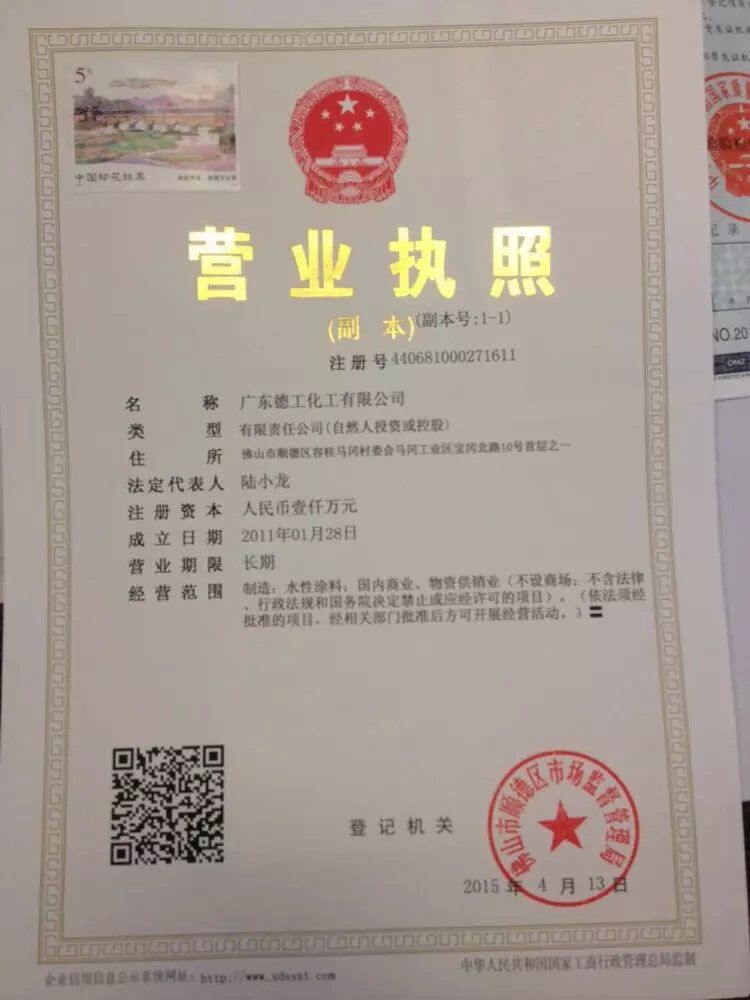 5元
中国印花税票
营业执照
(副 本)(副本号:1-1)
注册号440681000271611
名 称 广东德工化工有限公司
类 型 有限责任公司(自然人投资或控股)
住 所 佛山市顺德区容桂马冈村委会马冈工业区宝冈北路10号首层之一
法定代表人 陆小龙
注册资本 人民币壹仟万元
成立日期 2011年01月28日
营业期限 长期
经营范围 制造：水性涂料；国内商业、物资供销业（不设商场；不含法律
、行政法规和国务院决定禁止或应经许可的项目）。（依法须经
批准的项目，经相关部门批准后方可开展经营活动。）〓
登记机关
佛山市顺德区市场监督管理局
2015 年 4 月 13 日
企业信用信息公示系统网址：http://www.sdsszt.com
中华人民共和国国家工商行政管理总局监制
记录
NO.20